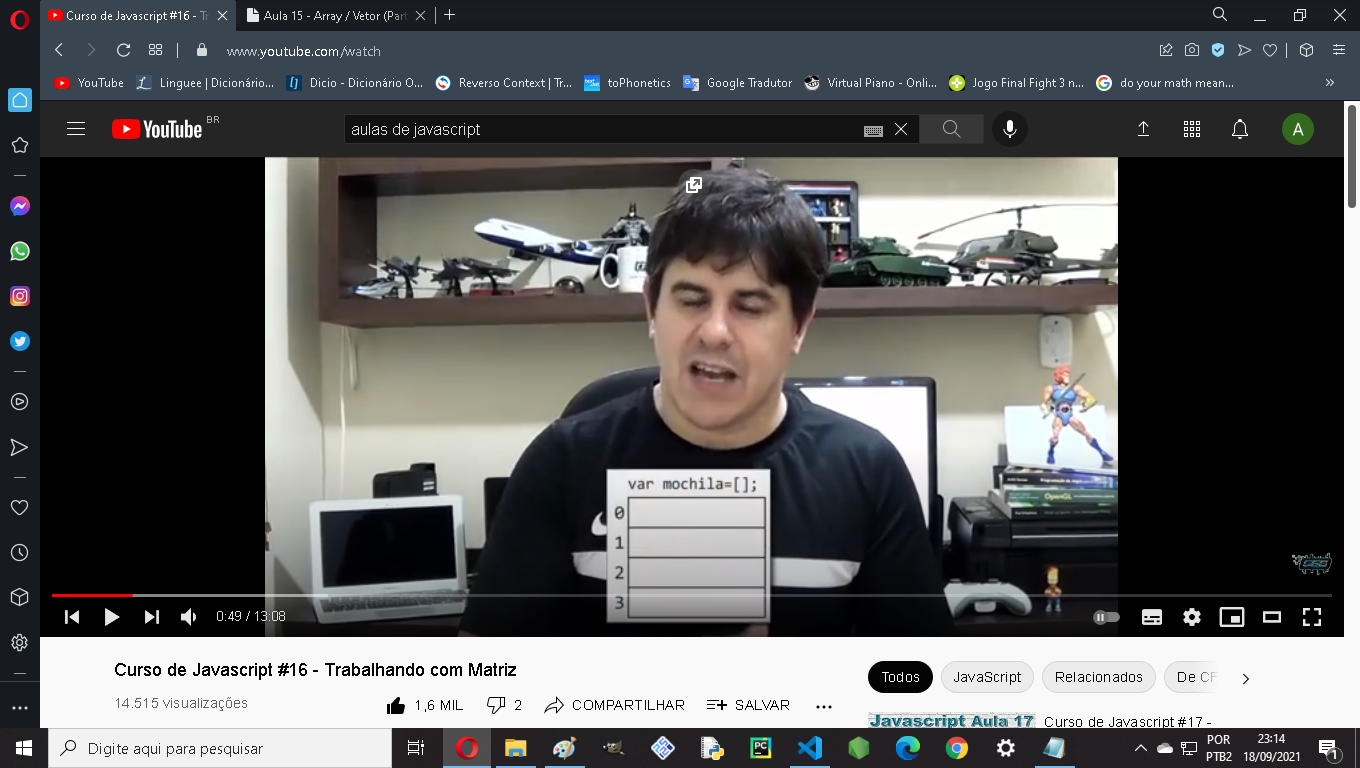 Curso de Javascript #16 - Tr
Aula 15 - Array / Vetor (Part
www.youtube.com/watch
YouTube
Linguee | Dicionário...
Dicio - Dicionário O...
Reverso Context | Tr...
toPhonetics
Google Tradutor
Virtual Piano - Onli...
Jogo Final Fight 3 n...
do your math mean...
»
YouTube BR
aulas de javascript
A
var mochila=[];
0
1
2
3
OpenGL
0:49 / 13:08
Curso de Javascript #16 - Trabalhando com Matriz
14.515 visualizações
1,6 MIL
2
COMPARTILHAR
SALVAR
Todos
JavaScript
Relacionados
De CF
Javascript Aula 17
Curso de Javascript #17 -
Digite aqui para pesquisar
POR
PTB2
23:14
18/09/2021
1